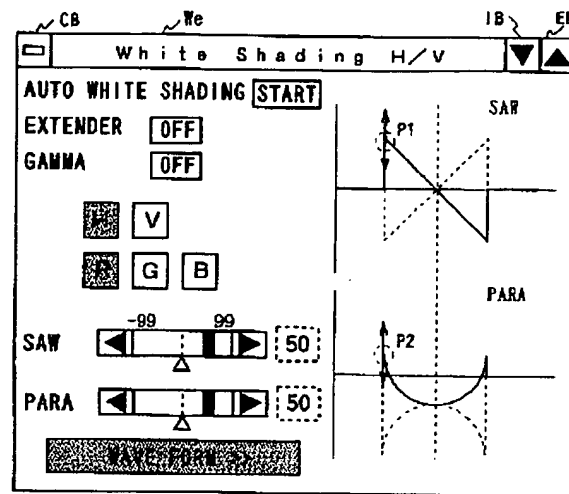 CB We IB
White Shading H/V
AUTO WHITE SHADING START
SAW
EXTENDER OFF
P1
GAMMA OFF
H V
R G B
PARA
-99 99
SAW 50
P2
PARA 50
WAVE FORM >>